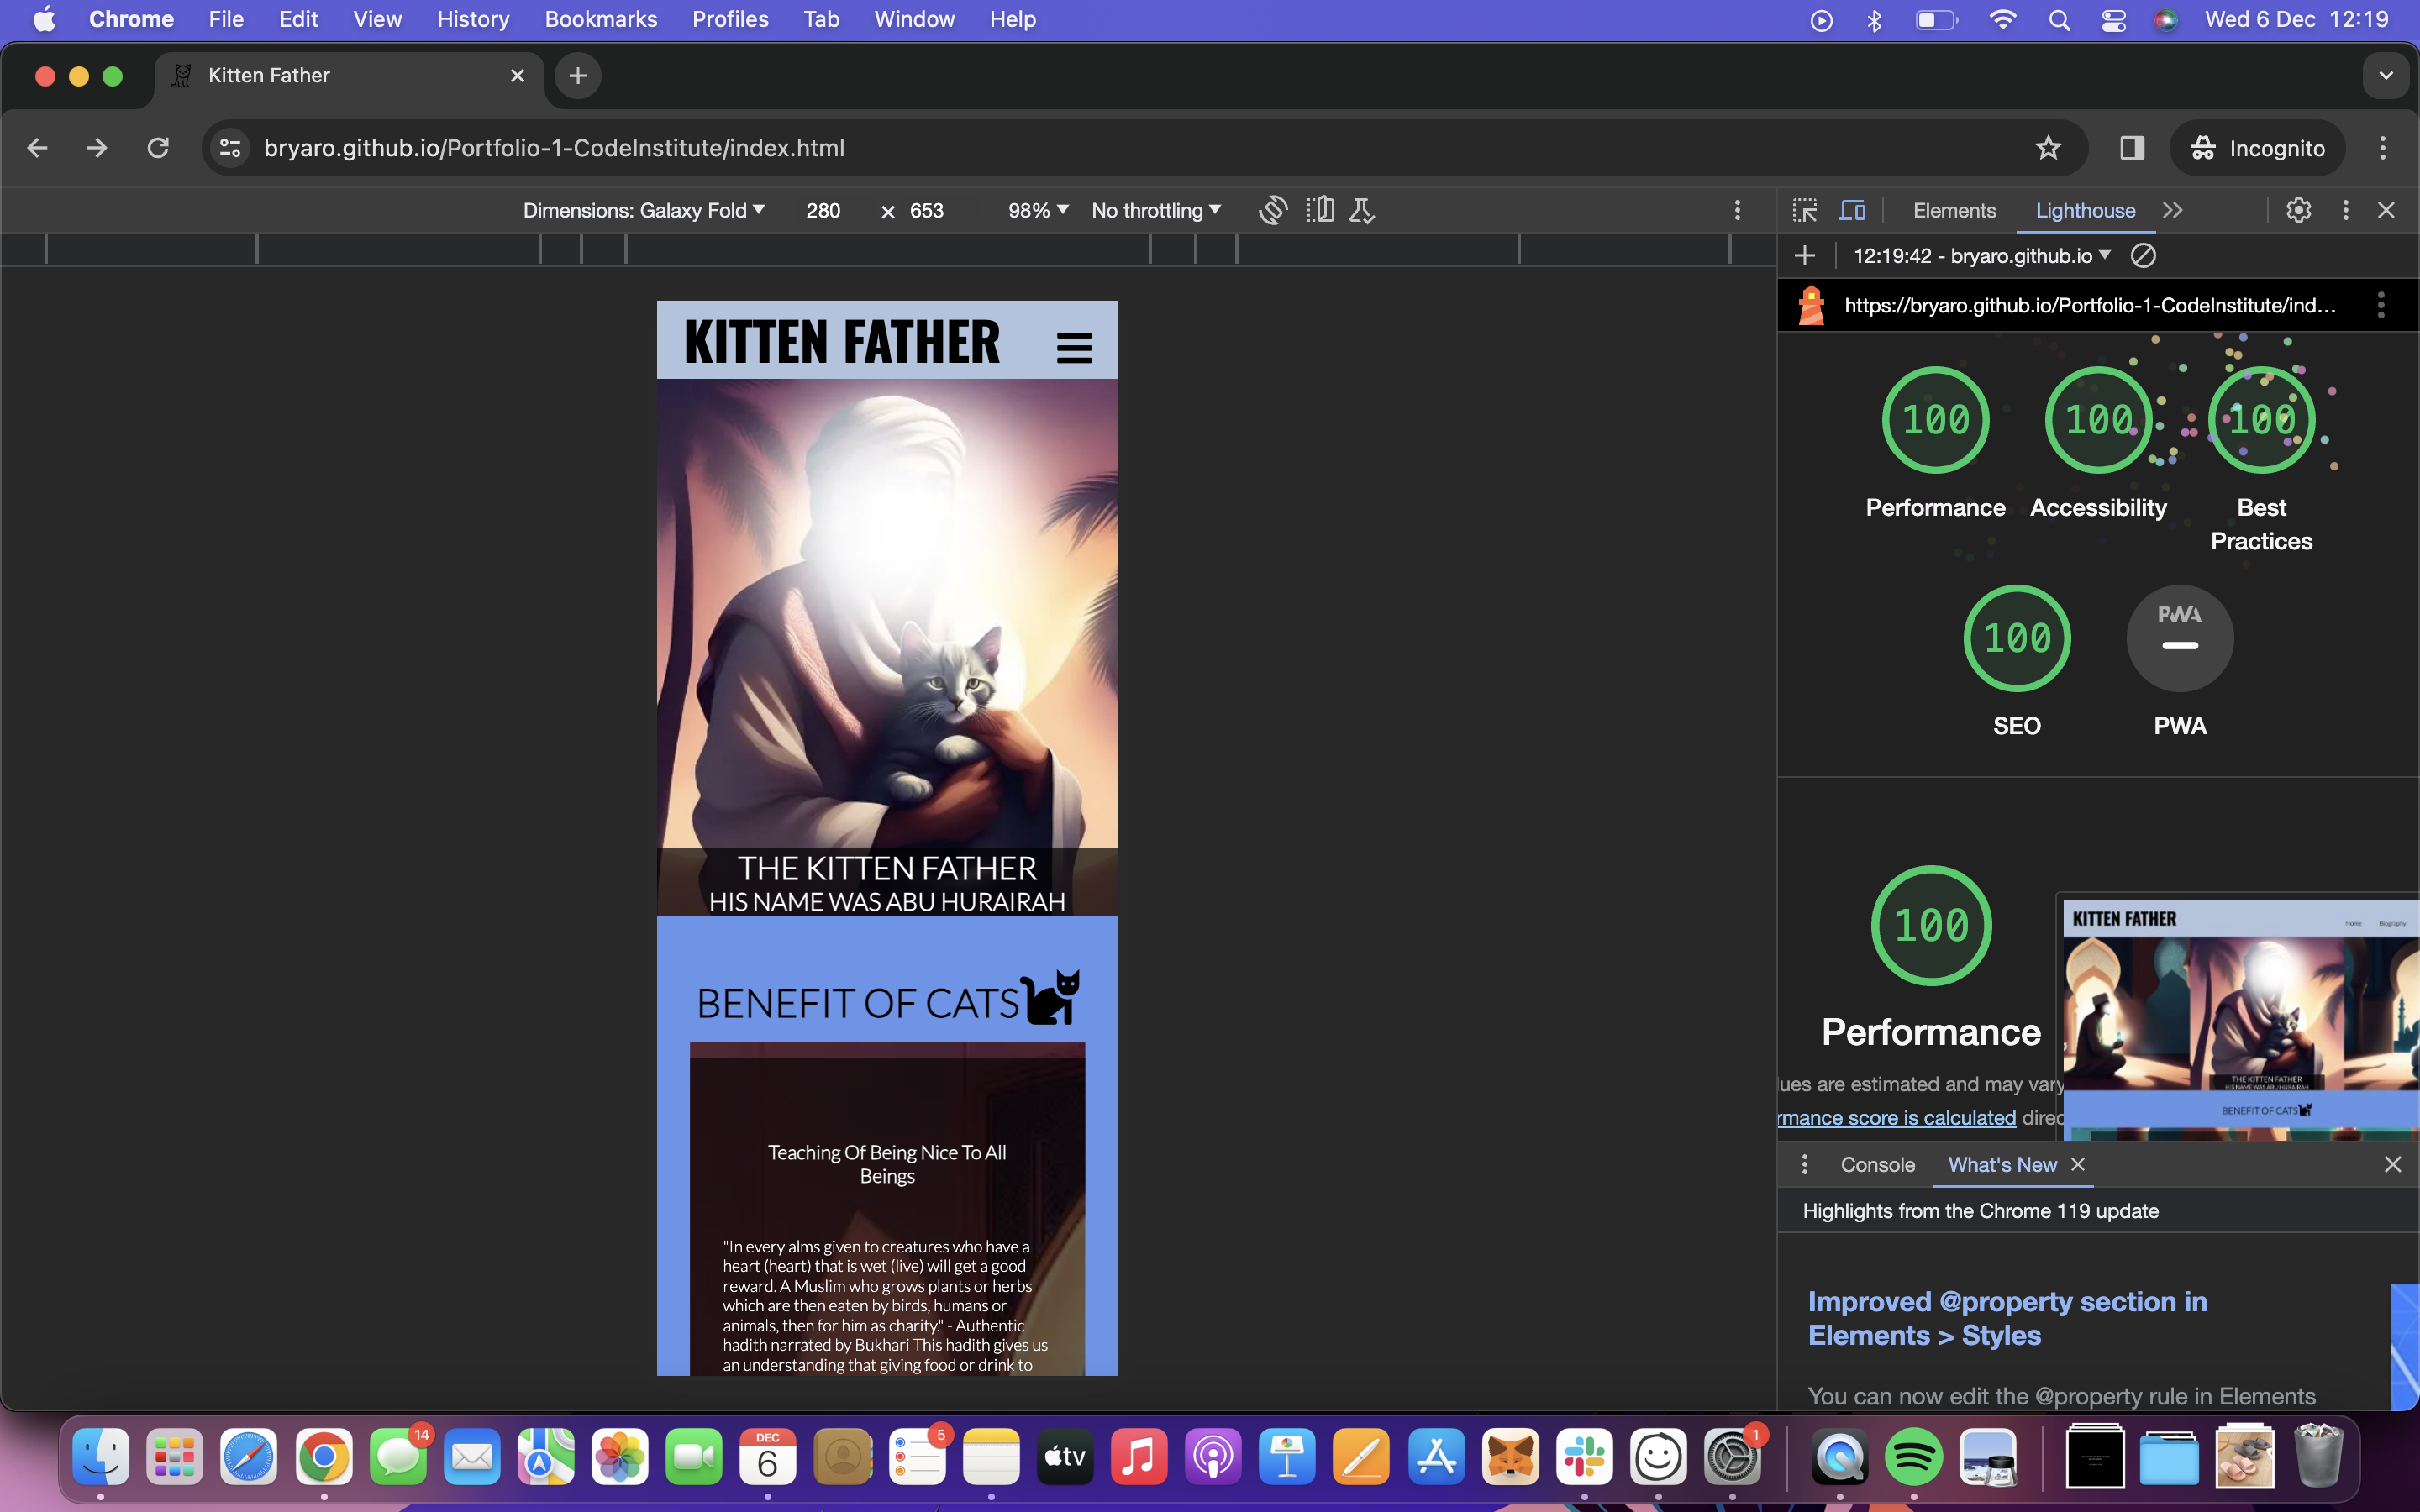 Chrome File Edit View History Bookmarks Profiles Tab Window Help Wed 6 Dec 12:19
Kitten Father
bryaro.github.io/Portfolio-1-CodeInstitute/index.html Incognito
Dimensions: Galaxy Fold 280 × 653 98% No throttling
Elements Lighthouse
12:19:42 - bryaro.github.io
https://bryaro.github.io/Portfolio-1-CodeInstitute/ind...
KITTEN FATHER
THE KITTEN FATHER
HIS NAME WAS ABU HURAIRAH
BENEFIT OF CATS
Teaching Of Being Nice To All
Beings
"In every alms given to creatures who have a
heart (heart) that is wet (live) will get a good
reward. A Muslim who grows plants or herbs
which are then eaten by birds, humans or
animals, then for him as charity." - Authentic
hadith narrated by Bukhari This hadith gives us
an understanding that giving food or drink to
100 100 100
Performance Accessibility Best
Practices
100 PWA
SEO PWA
100
Performance
lues are estimated and may vary
rmance score is calculated direc
KITTEN FATHER Home Biography
THE KITTEN FATHER
HIS NAME WAS ABU HURAIRAH
BENEFIT OF CATS
Console What's New
Highlights from the Chrome 119 update
Improved @property section in
Elements > Styles
You can now edit the @property rule in Elements
14
DEC
6
5
tv
1